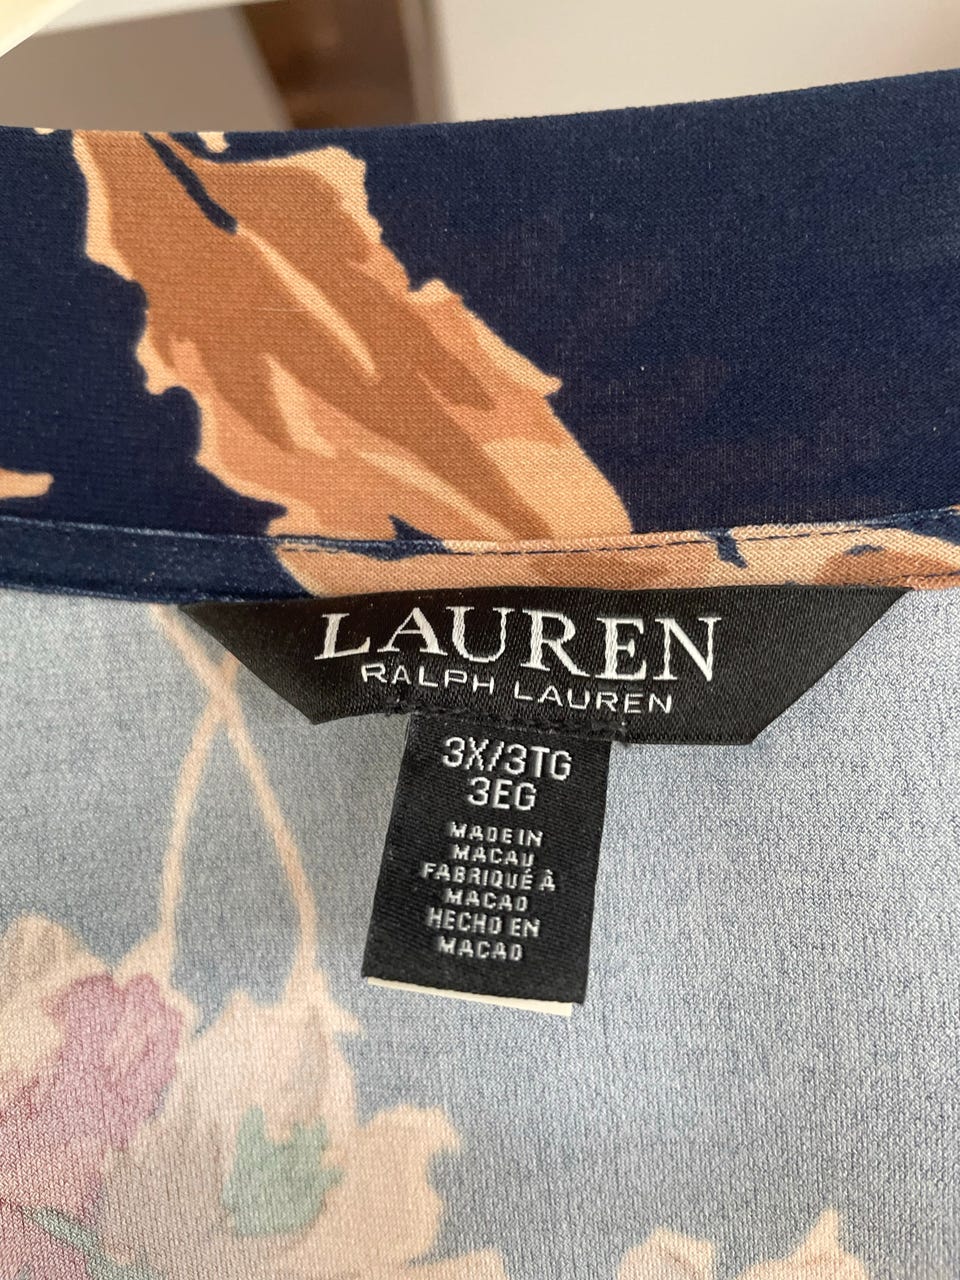 LAUREN
RALPH LAUREN
3X/3TG
3EG
MADE IN
MACAU
FABRIQUÉ À
MACAO
HECHO EN
MACAO